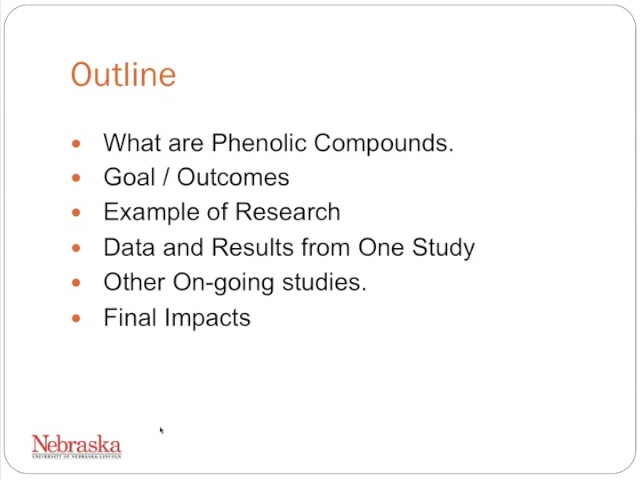 Outline
What are Phenolic Compounds.
Goal / Outcomes
Example of Research
Data and Results from One Study
Other On-going studies.
Final Impacts
Nebraska
UNIVERSITY OF NEBRASKA-LINCOLN